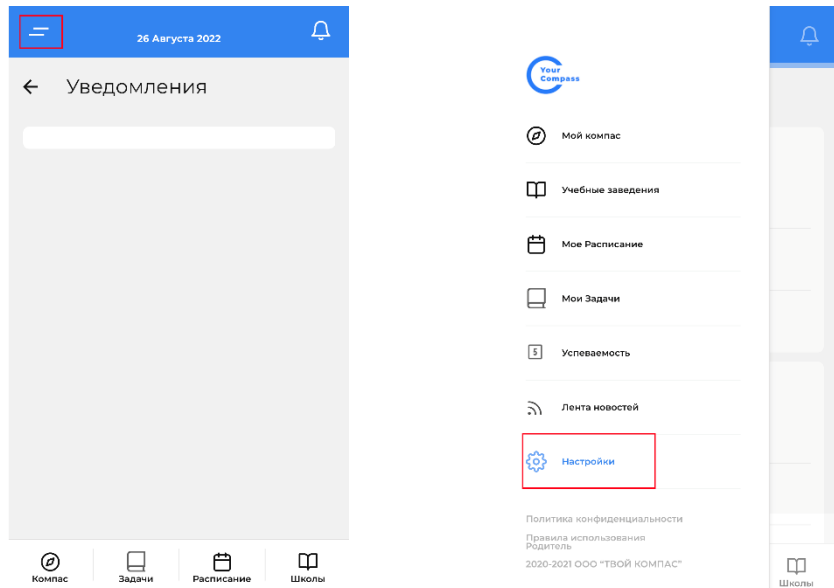 26 Августа 2022
Уведомления
Компас
Задачи
Расписание
Школы
Your
Compass
Мой компас
Учебные заведения
Мое Расписание
Мои Задачи
5
Успеваемость
Лента новостей
Настройки
Политика конфиденциальности
Правила использования
Родитель
2020-2021 ООО "ТВОЙ КОМПАС"
Школы